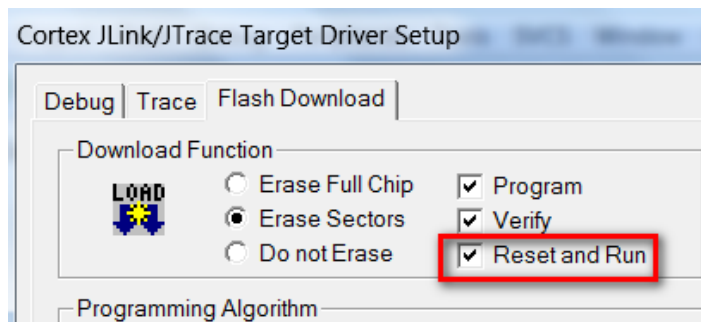 Cortex JLink/JTrace Target Driver Setup
Debug Trace Flash Download
Download Function
LOAD
Erase Full Chip Program
Erase Sectors Verify
Do not Erase Reset and Run
Programming Algorithm